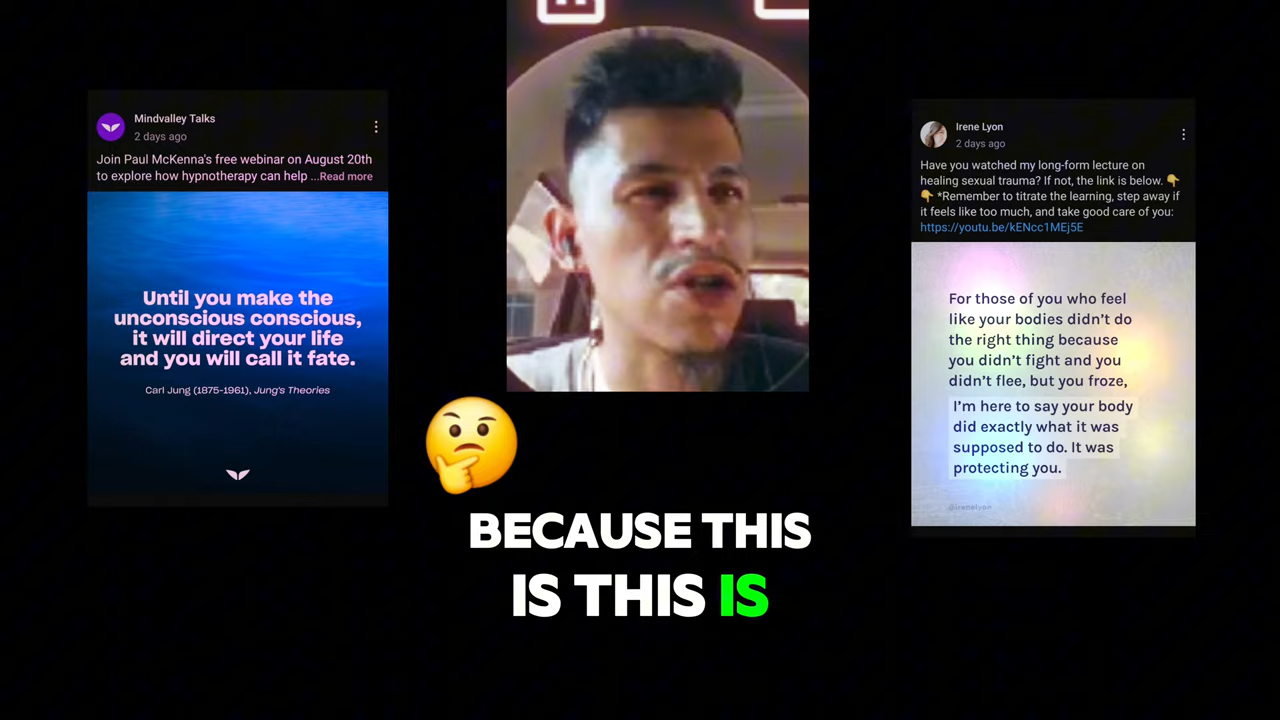 Mindvalley Talks
2 days ago
Join Paul McKenna's free webinar on August 20th
to explore how hypnotherapy can help ...Read more
Until you make the
unconscious conscious,
it will direct your life
and you will call it fate.
Carl Jung (1875-1961), Jung's Theories
BECAUSE THIS
IS THIS IS
Irene Lyon
2 days ago
Have you watched my long-form lecture on
healing sexual trauma? If not, the link is below. 👇
👇 *Remember to titrate the learning, step away if
it feels like too much, and take good care of you:
https://youtu.be/kENcc1MEj5E
For those of you who feel
like your bodies didn’t do
the right thing because
you didn’t fight and you
didn’t flee, but you froze,
I’m here to say your body
did exactly what it was
supposed to do. It was
protecting you.
@irenelyon